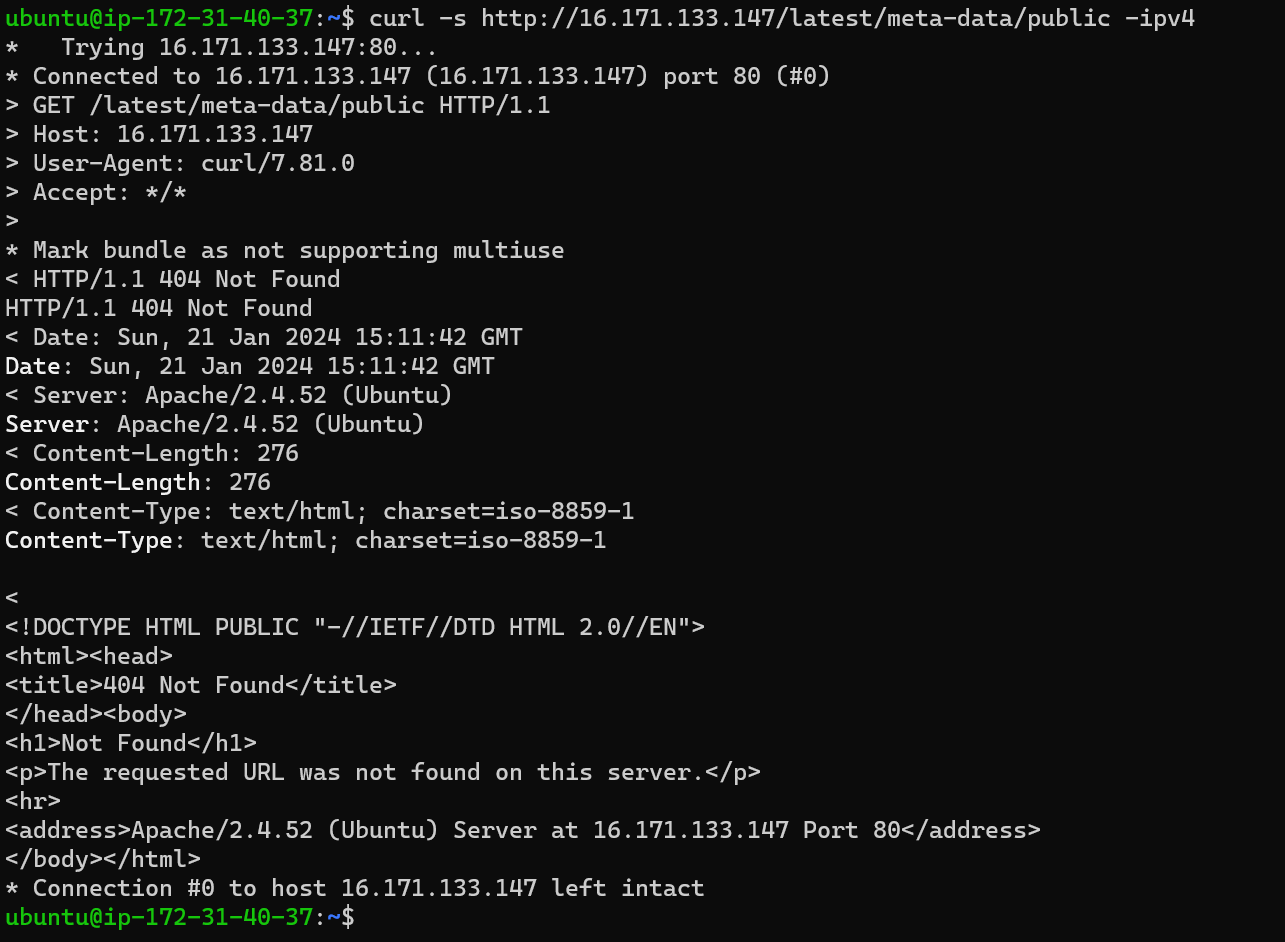 ubuntu@ip-172-31-40-37:~$ curl -s http://16.171.133.147/latest/meta-data/public -ipv4
*   Trying 16.171.133.147:80...
* Connected to 16.171.133.147 (16.171.133.147) port 80 (#0)
> GET /latest/meta-data/public HTTP/1.1
> Host: 16.171.133.147
> User-Agent: curl/7.81.0
> Accept: */*
>
* Mark bundle as not supporting multiuse
< HTTP/1.1 404 Not Found
HTTP/1.1 404 Not Found
< Date: Sun, 21 Jan 2024 15:11:42 GMT
Date: Sun, 21 Jan 2024 15:11:42 GMT
< Server: Apache/2.4.52 (Ubuntu)
Server: Apache/2.4.52 (Ubuntu)
< Content-Length: 276
Content-Length: 276
< Content-Type: text/html; charset=iso-8859-1
Content-Type: text/html; charset=iso-8859-1

<
<!DOCTYPE HTML PUBLIC "-//IETF//DTD HTML 2.0//EN">
<html><head>
<title>404 Not Found</title>
</head><body>
<h1>Not Found</h1>
<p>The requested URL was not found on this server.</p>
<hr>
<address>Apache/2.4.52 (Ubuntu) Server at 16.171.133.147 Port 80</address>
</body></html>
* Connection #0 to host 16.171.133.147 left intact
ubuntu@ip-172-31-40-37:~$